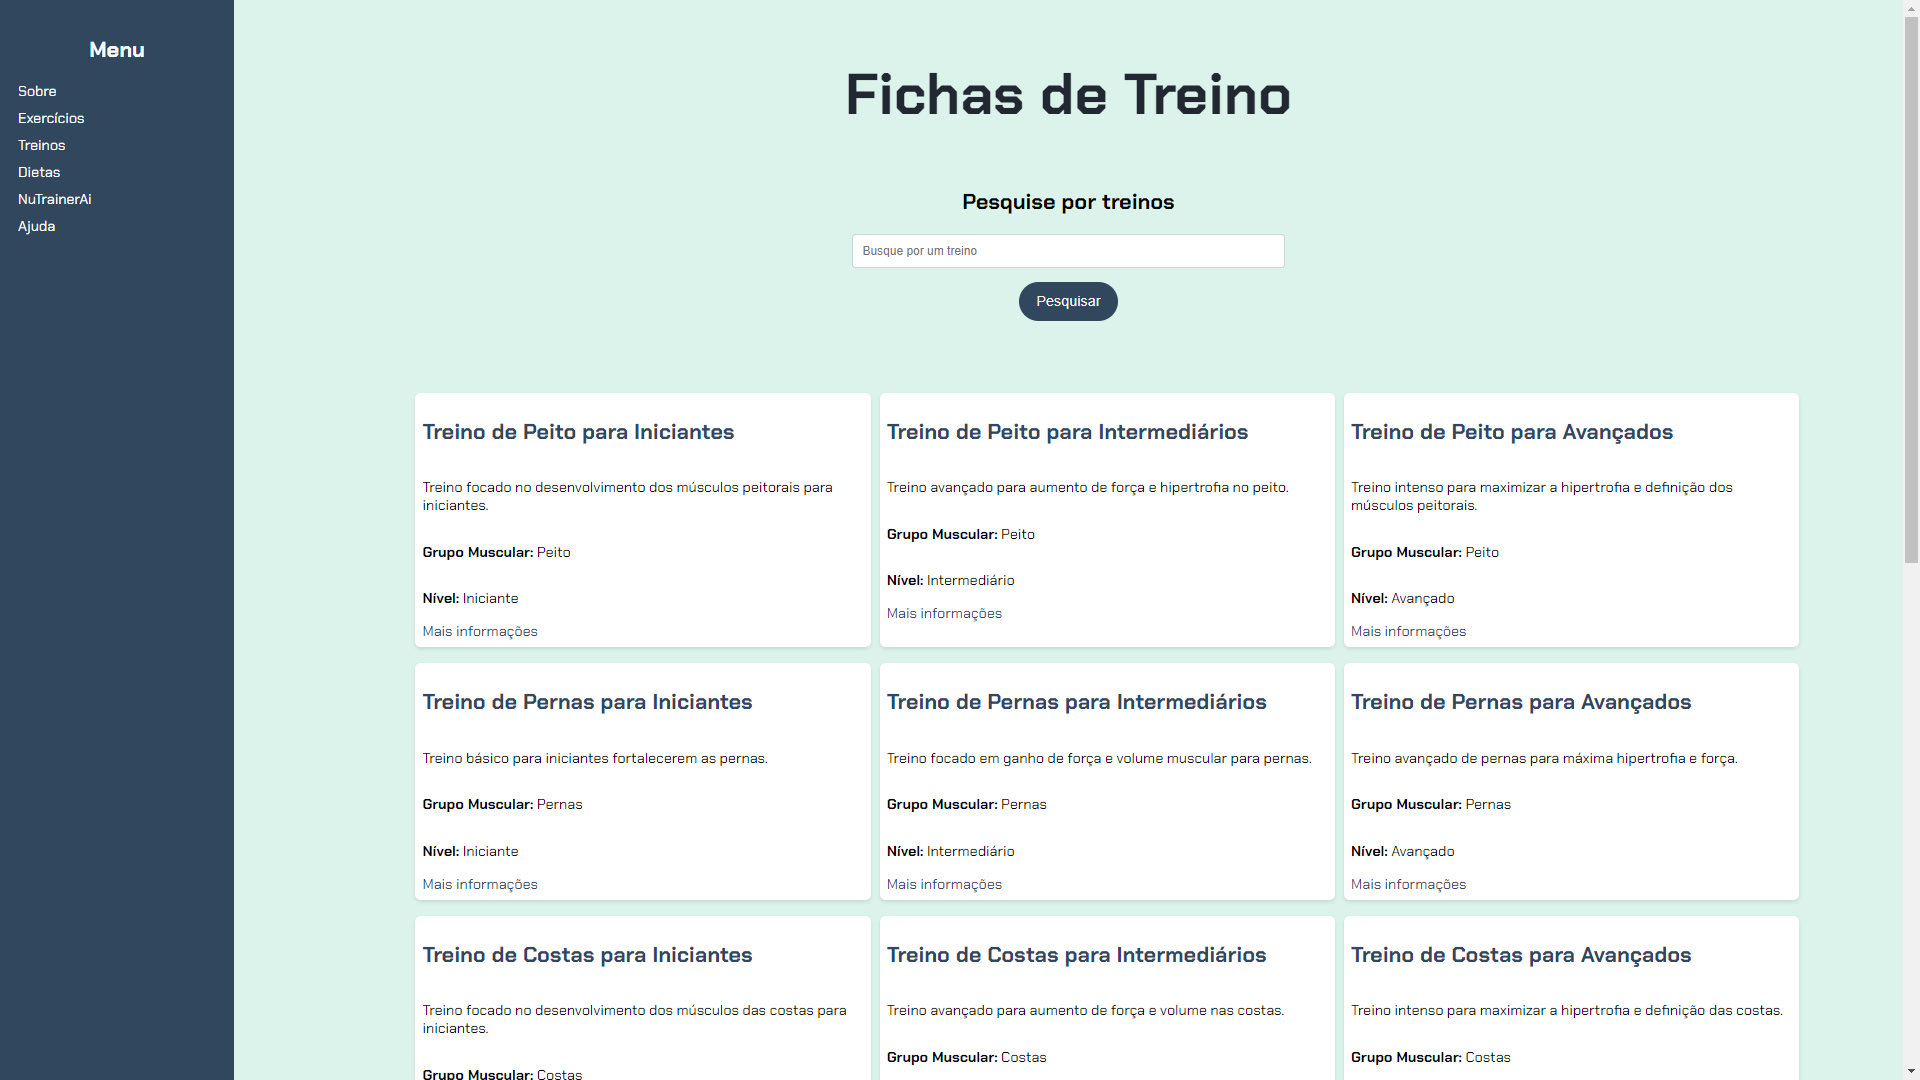 Menu
Sobre
Exercícios
Treinos
Dietas
NuTrainerAi
Ajuda
Fichas de Treino
Pesquise por treinos
Busque por um treino
Pesquisar
Treino de Peito para Iniciantes
Treino focado no desenvolvimento dos músculos peitorais para
iniciantes.
Grupo Muscular: Peito
Nível: Iniciante
Mais informações
Treino de Peito para Intermediários
Treino avançado para aumento de força e hipertrofia no peito.
Grupo Muscular: Peito
Nível: Intermediário
Mais informações
Treino de Peito para Avançados
Treino intenso para maximizar a hipertrofia e definição dos
músculos peitorais.
Grupo Muscular: Peito
Nível: Avançado
Mais informações
Treino de Pernas para Iniciantes
Treino básico para iniciantes fortalecerem as pernas.
Grupo Muscular: Pernas
Nível: Iniciante
Mais informações
Treino de Pernas para Intermediários
Treino focado em ganho de força e volume muscular para pernas.
Grupo Muscular: Pernas
Nível: Intermediário
Mais informações
Treino de Pernas para Avançados
Treino avançado de pernas para máxima hipertrofia e força.
Grupo Muscular: Pernas
Nível: Avançado
Mais informações
Treino de Costas para Iniciantes
Treino focado no desenvolvimento dos músculos das costas para
iniciantes.
Grupo Muscular: Costas
Treino de Costas para Intermediários
Treino avançado para aumento de força e volume nas costas.
Grupo Muscular: Costas
Treino de Costas para Avançados
Treino intenso para maximizar a hipertrofia e definição das costas.
Grupo Muscular: Costas